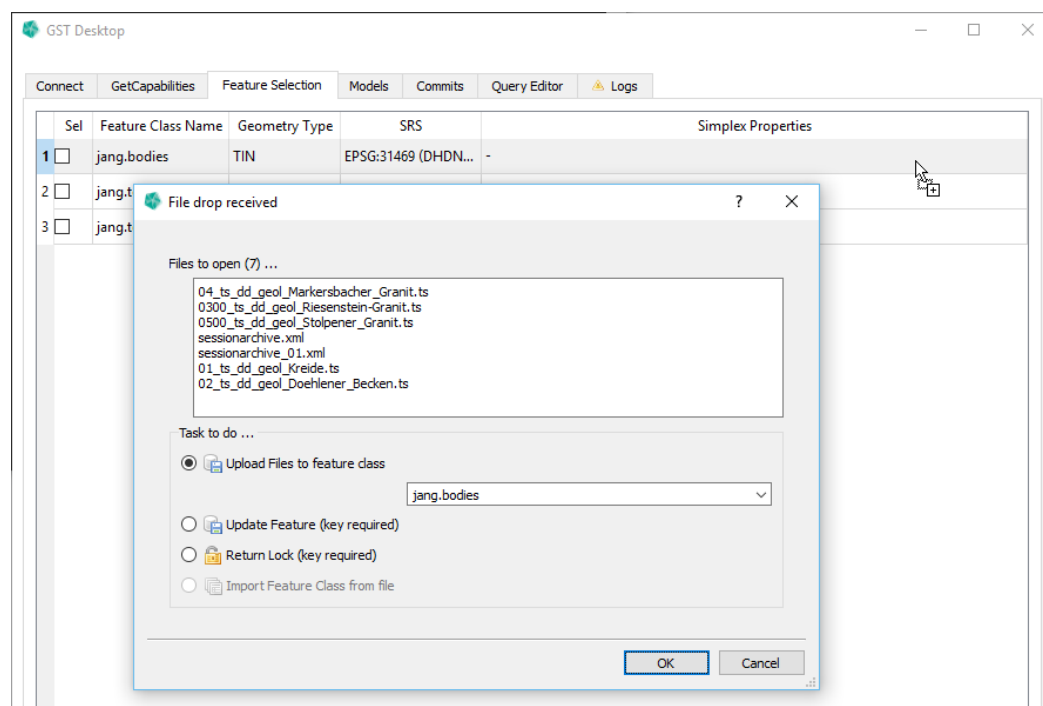 GST Desktop
Connect GetCapabilities Feature Selection Models Commits Query Editor Logs
Sel Feature Class Name Geometry Type SRS Simplex Properties
1 jang.bodies TIN EPSG:31469 (DHDN... -
2 jang.t
3 jang.t
File drop received ?
Files to open (7) ...
04_ts_dd_geol_Markersbacher_Granit.ts
0300_ts_dd_geol_Riesenstein-Granit.ts
0500_ts_dd_geol_Stolpener_Granit.ts
sessionarchive.xml
sessionarchive_01.xml
01_ts_dd_geol_Kreide.ts
02_ts_dd_geol_Doehlener_Becken.ts
Task to do ...
Upload Files to feature class
jang.bodies
Update Feature (key required)
Return Lock (key required)
Import Feature Class from file
OK Cancel